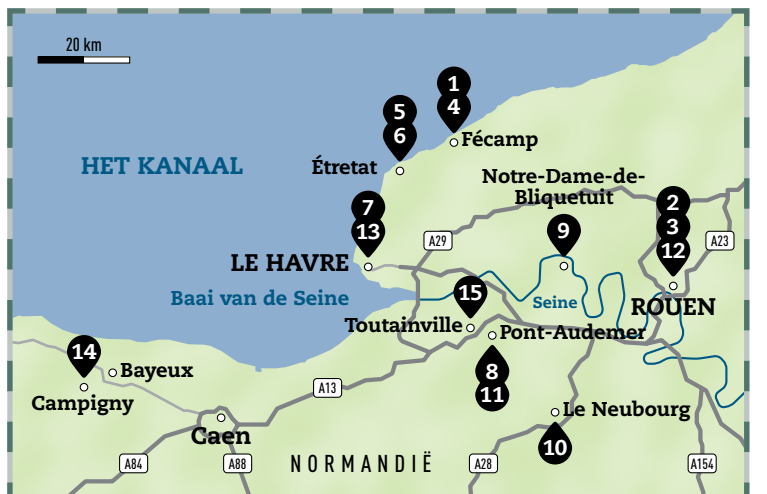 20 km
1
4
5
6
Fécamp
HET KANAAL
Étretat
Notre-Dame-de-
Bliquetuit
7
13
2
3
12
9
A29
A23
LE HAVRE
Baai van de Seine
15
Seine
ROUEN
Toutainville
Pont-Audemer
14
Bayeux
Campigny
8
11
A13
Le Neubourg
Caen
10
NORMANDIË
A84
A88
A28
A154